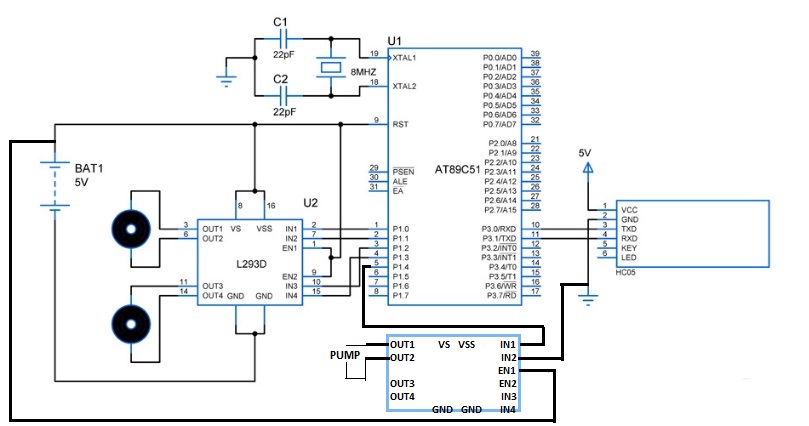 C1
22pF
C2
22pF
8MHZ
BAT1
5V
U1
AT89C51
19 XTAL1
18 XTAL2
9 RST
29 PSEN
30 ALE
31 EA
1 P1.0
2 P1.1
3 P1.2
4 P1.3
5 P1.4
6 P1.5
7 P1.6
8 P1.7
P0.0/AD0 39
P0.1/AD1 38
P0.2/AD2 37
P0.3/AD3 36
P0.4/AD4 35
P0.5/AD5 34
P0.6/AD6 33
P0.7/AD7 32
P2.0/A8 21
P2.1/A9 22
P2.2/A10 23
P2.3/A11 24
P2.4/A12 25
P2.5/A13 26
P2.6/A14 27
P2.7/A15 28
P3.0/RXD 10
P3.1/TXD 11
P3.2/INT0 12
P3.3/INT1 13
P3.4/T0 14
P3.5/T1 15
P3.6/WR 16
P3.7/RD 17
U2
L293D
8 16
VS VSS
3 OUT1
6 OUT2
11 OUT3
14 OUT4
IN1 2
IN2 7
EN1 1
EN2 9
IN3 10
IN4 15
GND GND
5V
1 VCC
2 GND
3 TXD
4 RXD
5 KEY
6 LED
HC05
PUMP
OUT1 VS VSS IN1
OUT2 IN2
EN1
OUT3 EN2
OUT4 IN3
GND GND IN4